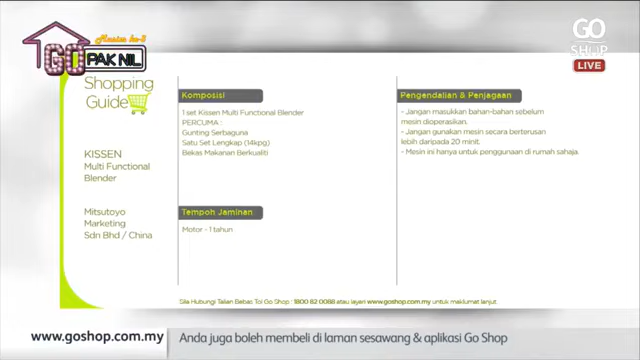 Musim ke-3
GO PAK NIL
GO
SHOP
LIVE
Shopping
Guide
KISSEN
Multi Functional
Blender
Mitsutoyo
Marketing
Sdn Bhd / China
Komposisi
1 set Kissen Multi Functional Blender
PERCUMA :
Gunting Serbaguna
Satu Set Lengkap (14kpg)
Bekas Makanan Berkualiti
Tempoh Jaminan
Motor - 1 tahun
Pengendalian & Penjagaan
- Jangan masukkan bahan-bahan sebelum
mesin dioperasikan.
- Jangan gunakan mesin secara berterusan
lebih daripada 20 minit.
- Mesin ini hanya untuk penggunaan di rumah sahaja.
Sila Hubungi Talian Bebas Tol Go Shop : 1800 82 0088 atau layari www.goshop.com.my untuk maklumat lanjut.
www.goshop.com.my
Anda juga boleh membeli di laman sesawang & aplikasi Go Shop